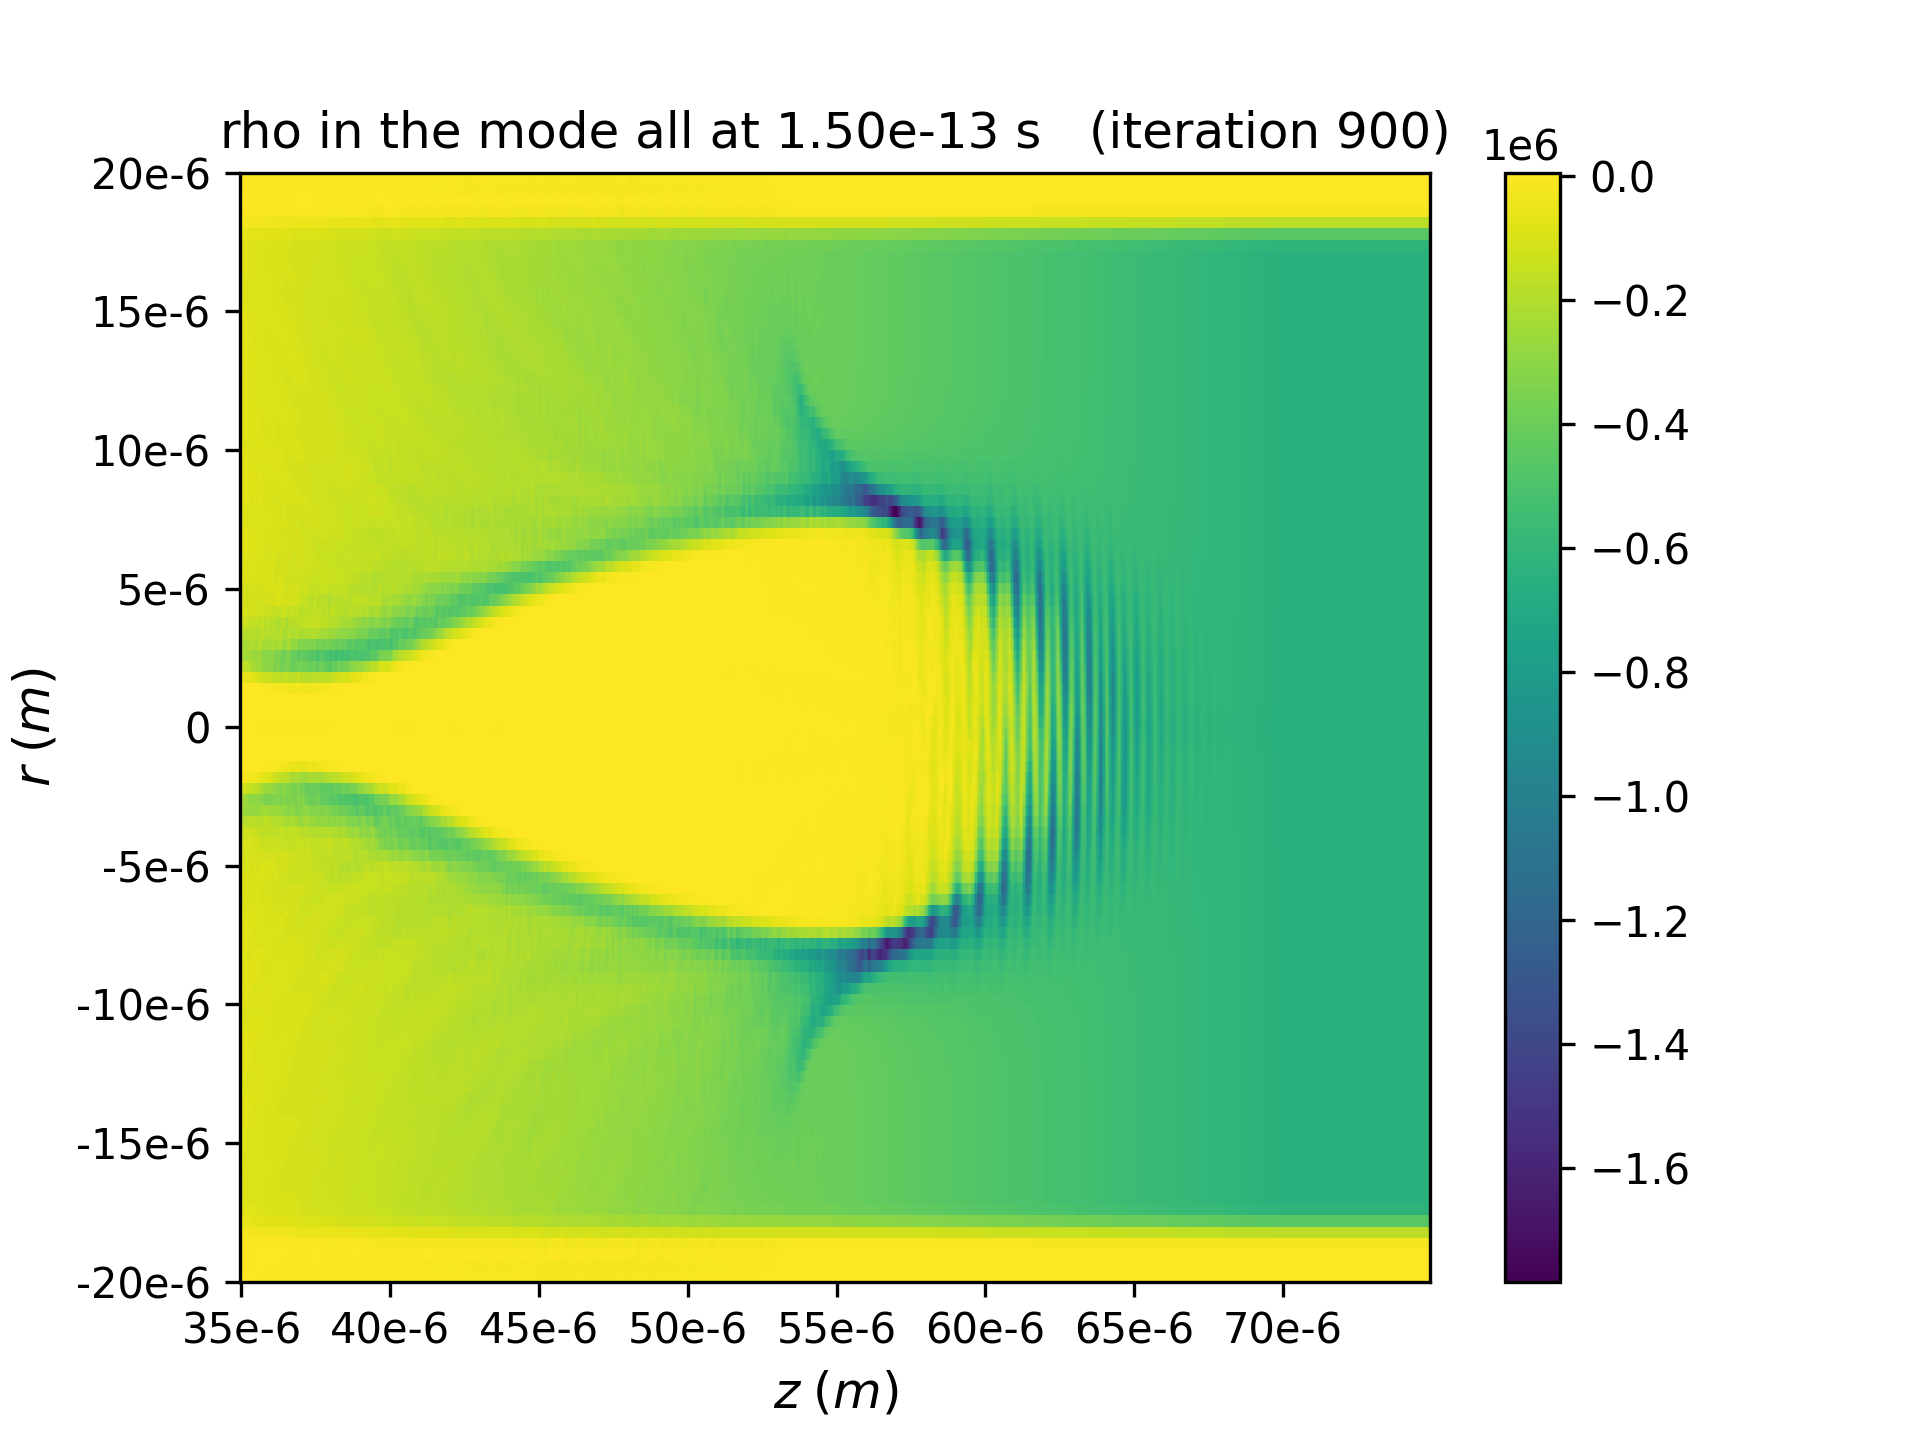 rho in the mode all at 1.50e-13 s   (iteration 900)
1e6
20e-6
15e-6
10e-6
5e-6
0
-5e-6
-10e-6
-15e-6
-20e-6
r (m)
35e-6 40e-6 45e-6 50e-6 55e-6 60e-6 65e-6 70e-6
z (m)
0.0
−0.2
−0.4
−0.6
−0.8
−1.0
−1.2
−1.4
−1.6